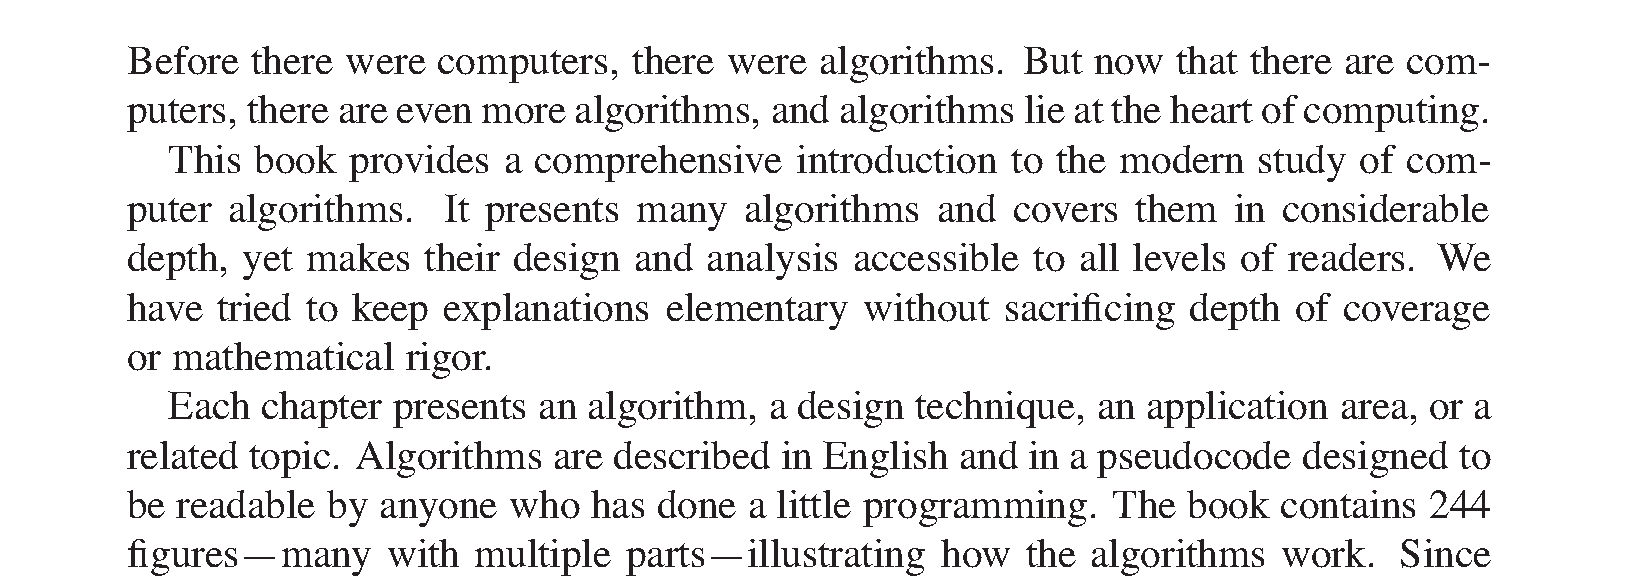 Before there were computers, there were algorithms. But now that there are com-
puters, there are even more algorithms, and algorithms lie at the heart of computing.
This book provides a comprehensive introduction to the modern study of com-
puter algorithms. It presents many algorithms and covers them in considerable
depth, yet makes their design and analysis accessible to all levels of readers. We
have tried to keep explanations elementary without sacrificing depth of coverage
or mathematical rigor.
Each chapter presents an algorithm, a design technique, an application area, or a
related topic. Algorithms are described in English and in a pseudocode designed to
be readable by anyone who has done a little programming. The book contains 244
figures—many with multiple parts—illustrating how the algorithms work. Since